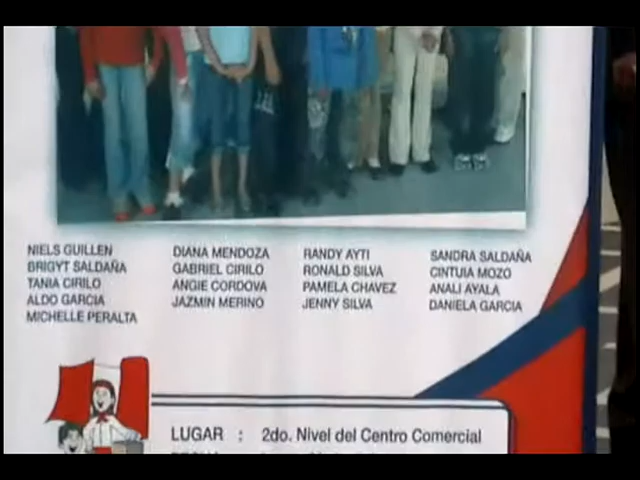 NIELS GUILLEN
BRIGYT SALDAÑA
TANIA CIRILO
ALDO GARCIA
MICHELLE PERALTA
DIANA MENDOZA
GABRIEL CIRILO
ANGIE CORDOVA
JAZMIN MERINO
RANDY AYTI
RONALD SILVA
PAMELA CHAVEZ
JENNY SILVA
SANDRA SALDAÑA
CINTUIA MOZO
ANALI AYALA
DANIELA GARCIA
LUGAR : 2do. Nivel del Centro Comercial